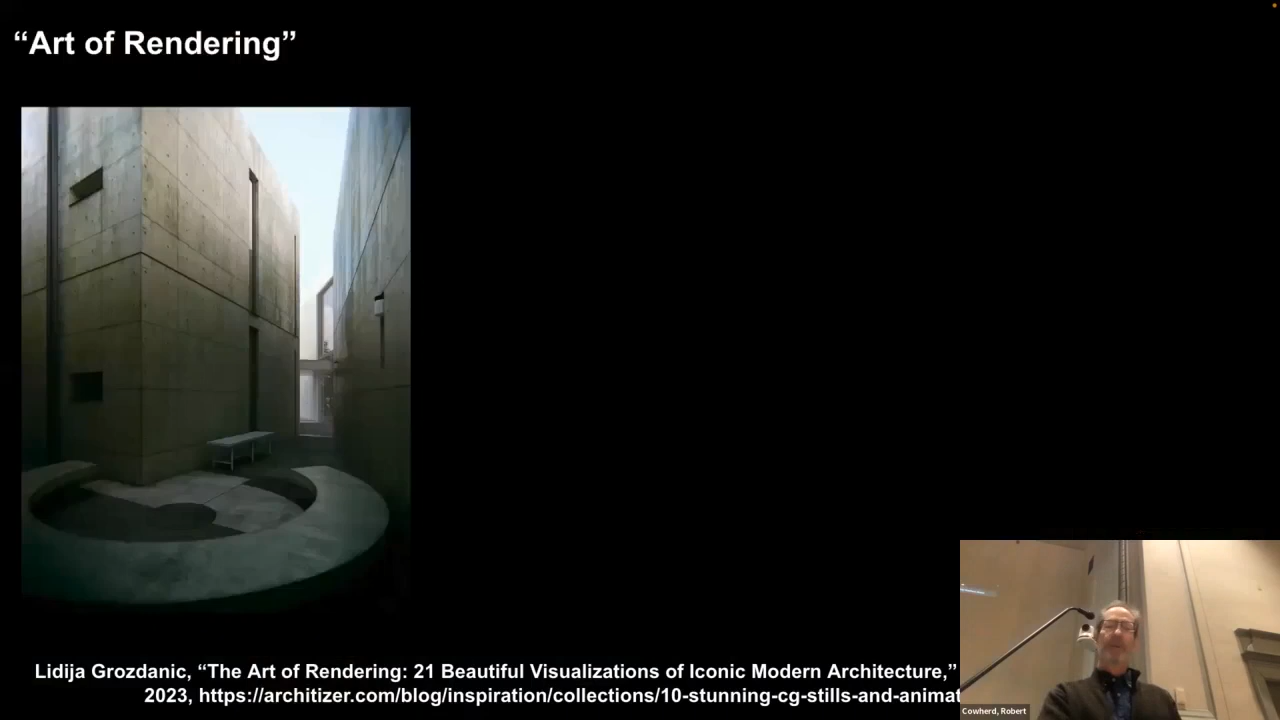 “Art of Rendering”
Lidija Grozdanic, “The Art of Rendering: 21 Beautiful Visualizations of Iconic Modern Architecture,”
2023, https://architizer.com/blog/inspiration/collections/10-stunning-cg-stills-and-animat
Cowherd, Robert